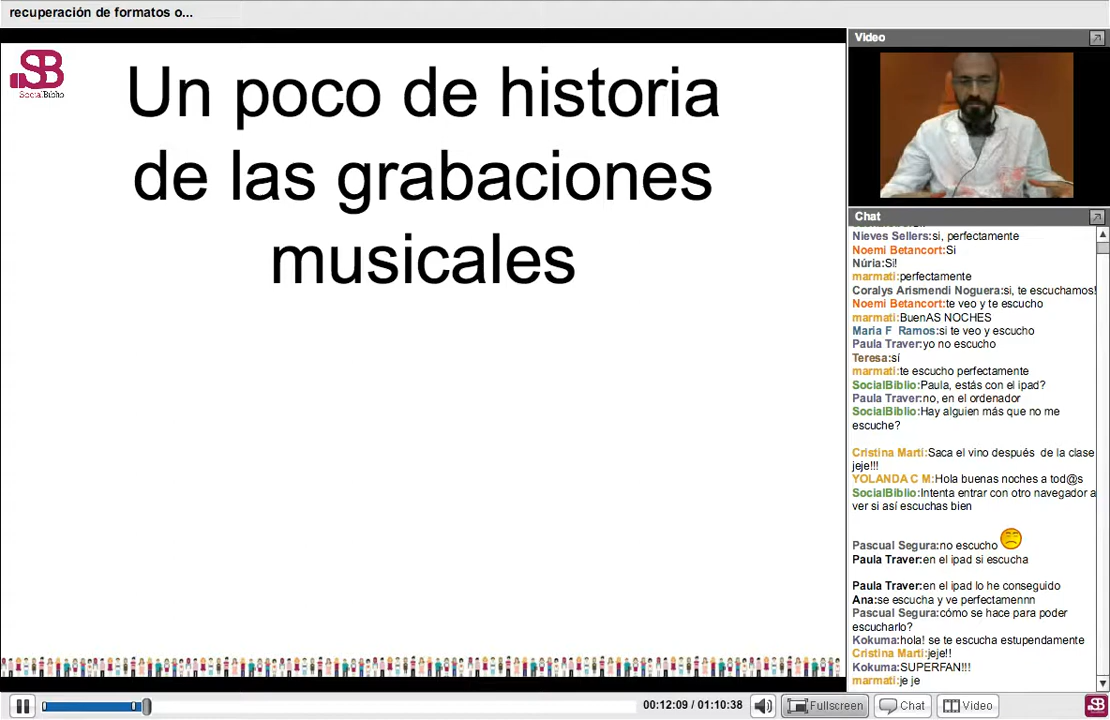 recuperación de formatos o...
SB
SocialBiblio
Un poco de historia
de las grabaciones
musicales
Video
Chat
Nieves Sellers:si, perfectamente
Noemi Betancort:Si
Núria:Si!
marmati:perfectamente
Coralys Arismendi Noguera:si, te escuchamos!
Noemi Betancort:te veo y te escucho
marmati:BuenAS NOCHES
Maria F Ramos:si te veo y escucho
Paula Traver:yo no escucho
Teresa:sí
marmati:te escucho perfectamente
SocialBiblio:Paula, estás con el ipad?
Paula Traver:no, en el ordenador
SocialBiblio:Hay alguien más que no me
escuche?
Cristina Marti:Saca el vino después de la clase
jeje!!!
YOLANDA C M:Hola buenas noches a tod@s
SocialBiblio:Intenta entrar con otro navegador a
ver si así escuchas bien
Pascual Segura:no escucho
Paula Traver:en el ipad si escucha
Paula Traver:en el ipad lo he conseguido
Ana:se escucha y ve perfectamennn
Pascual Segura:cómo se hace para poder
escucharlo?
Kokuma:hola! se te escucha estupendamente
Cristina Marti:jeje!!
Kokuma:SUPERFAN!!!
marmati:je je
00:12:09 / 01:10:38
Fullscreen
Chat
Video
SB